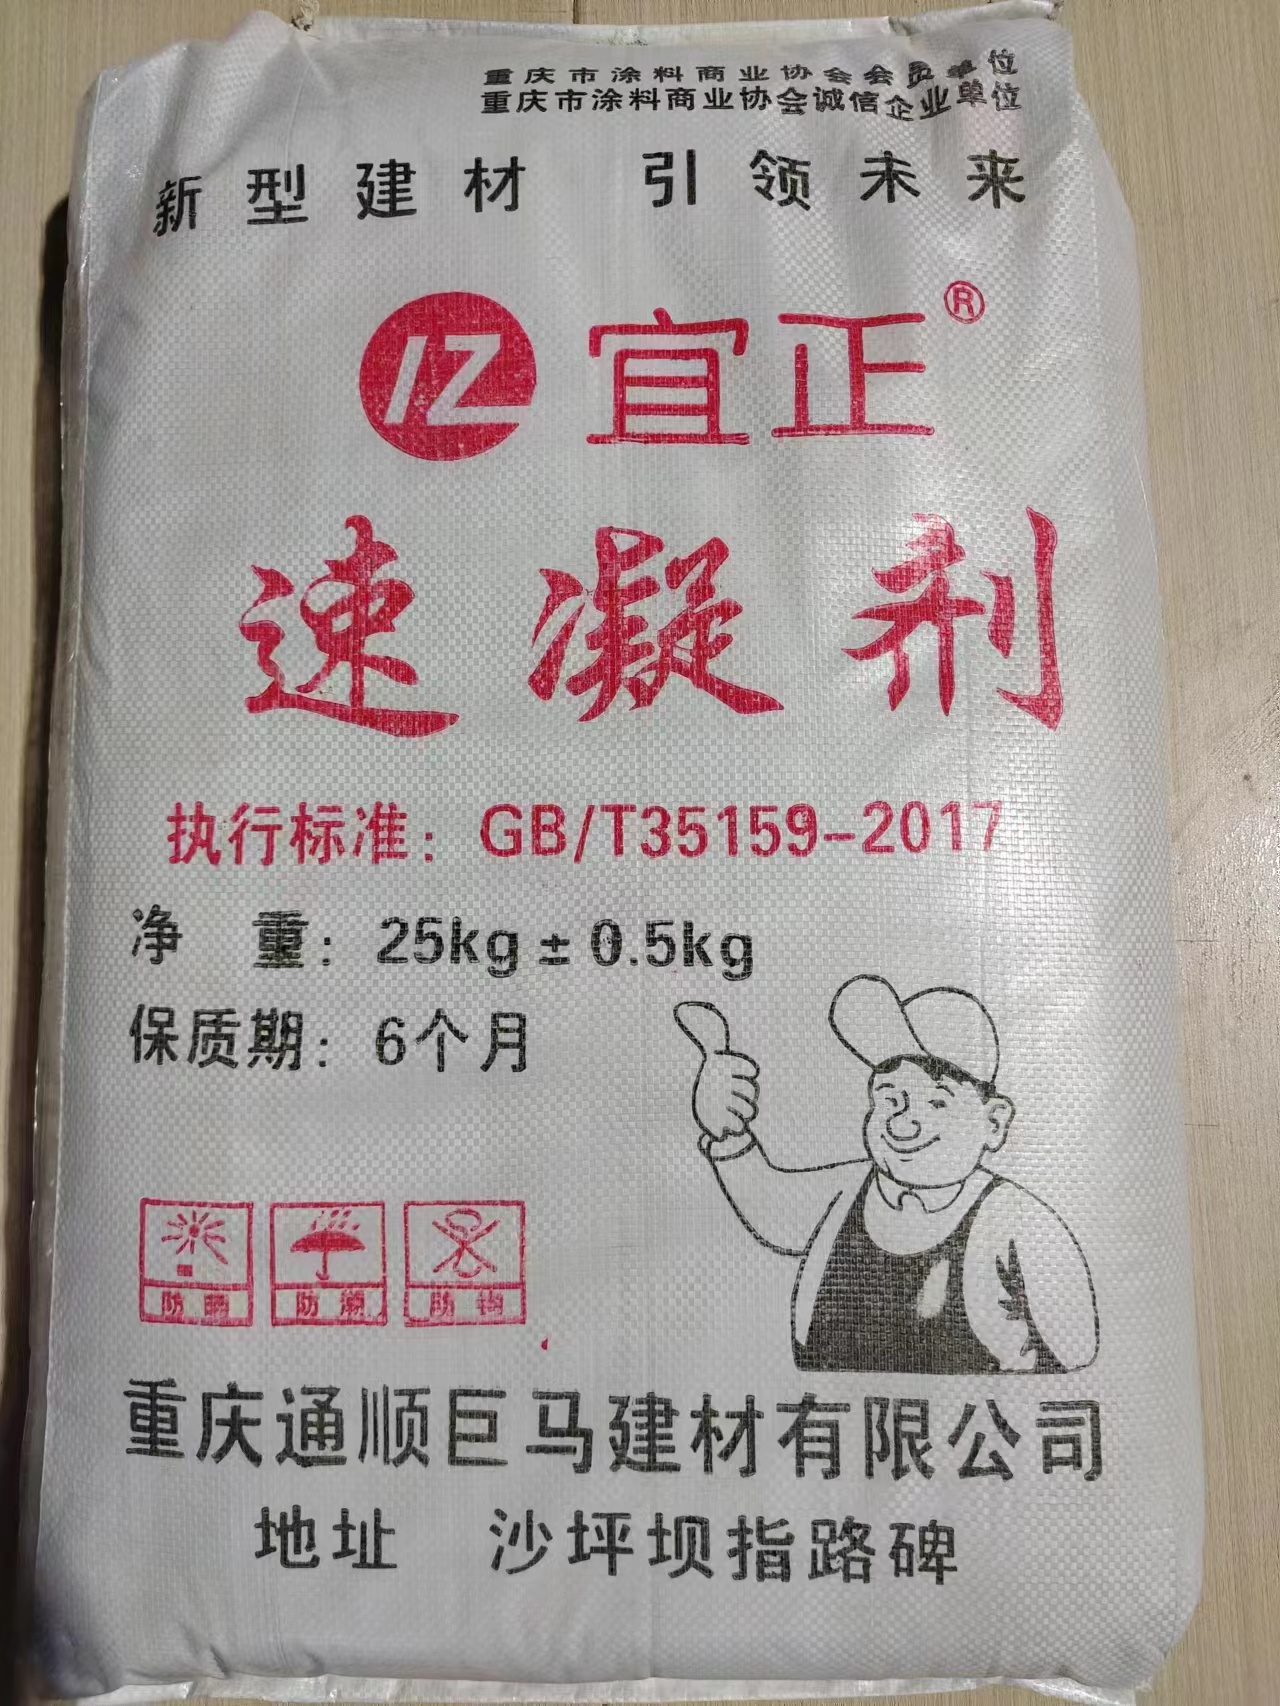 重庆市涂料商业协会会员单位
重庆市涂料商业协会诚信企业单位
新型建材 引领未来
IZ 宜正®
速凝剂
执行标准：GB/T35159-2017
净 重：25kg±0.5kg
保质期：6个月
防晒 防潮 防钩
重庆通顺巨马建材有限公司
地址 沙坪坝指路碑